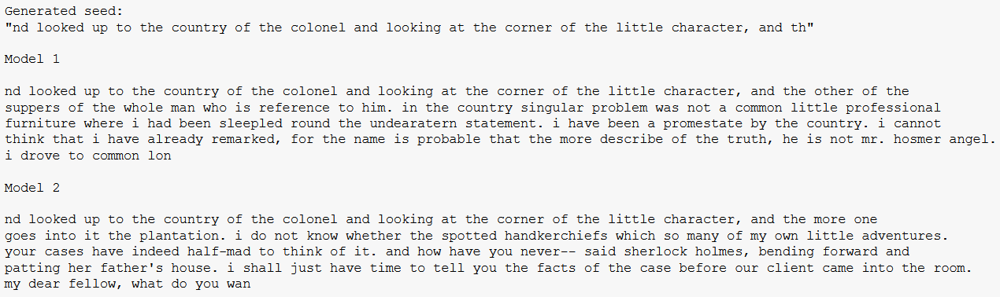 Generated seed:
"nd looked up to the country of the colonel and looking at the corner of the little character, and th"
Model 1
nd looked up to the country of the colonel and looking at the corner of the little character, and the other of the
suppers of the whole man who is reference to him. in the country singular problem was not a common little professional
furniture where i had been sleepled round the undearatern statement. i have been a promestate by the country. i cannot
think that i have already remarked, for the name is probable that the more describe of the truth, he is not mr. hosmer angel.
i drove to common lon
Model 2
nd looked up to the country of the colonel and looking at the corner of the little character, and the more one
goes into it the plantation. i do not know whether the spotted handkerchiefs which so many of my own little adventures.
your cases have indeed half-mad to think of it. and how have you never-- said sherlock holmes, bending forward and
patting her father's house. i shall just have time to tell you the facts of the case before our client came into the room.
my dear fellow, what do you wan